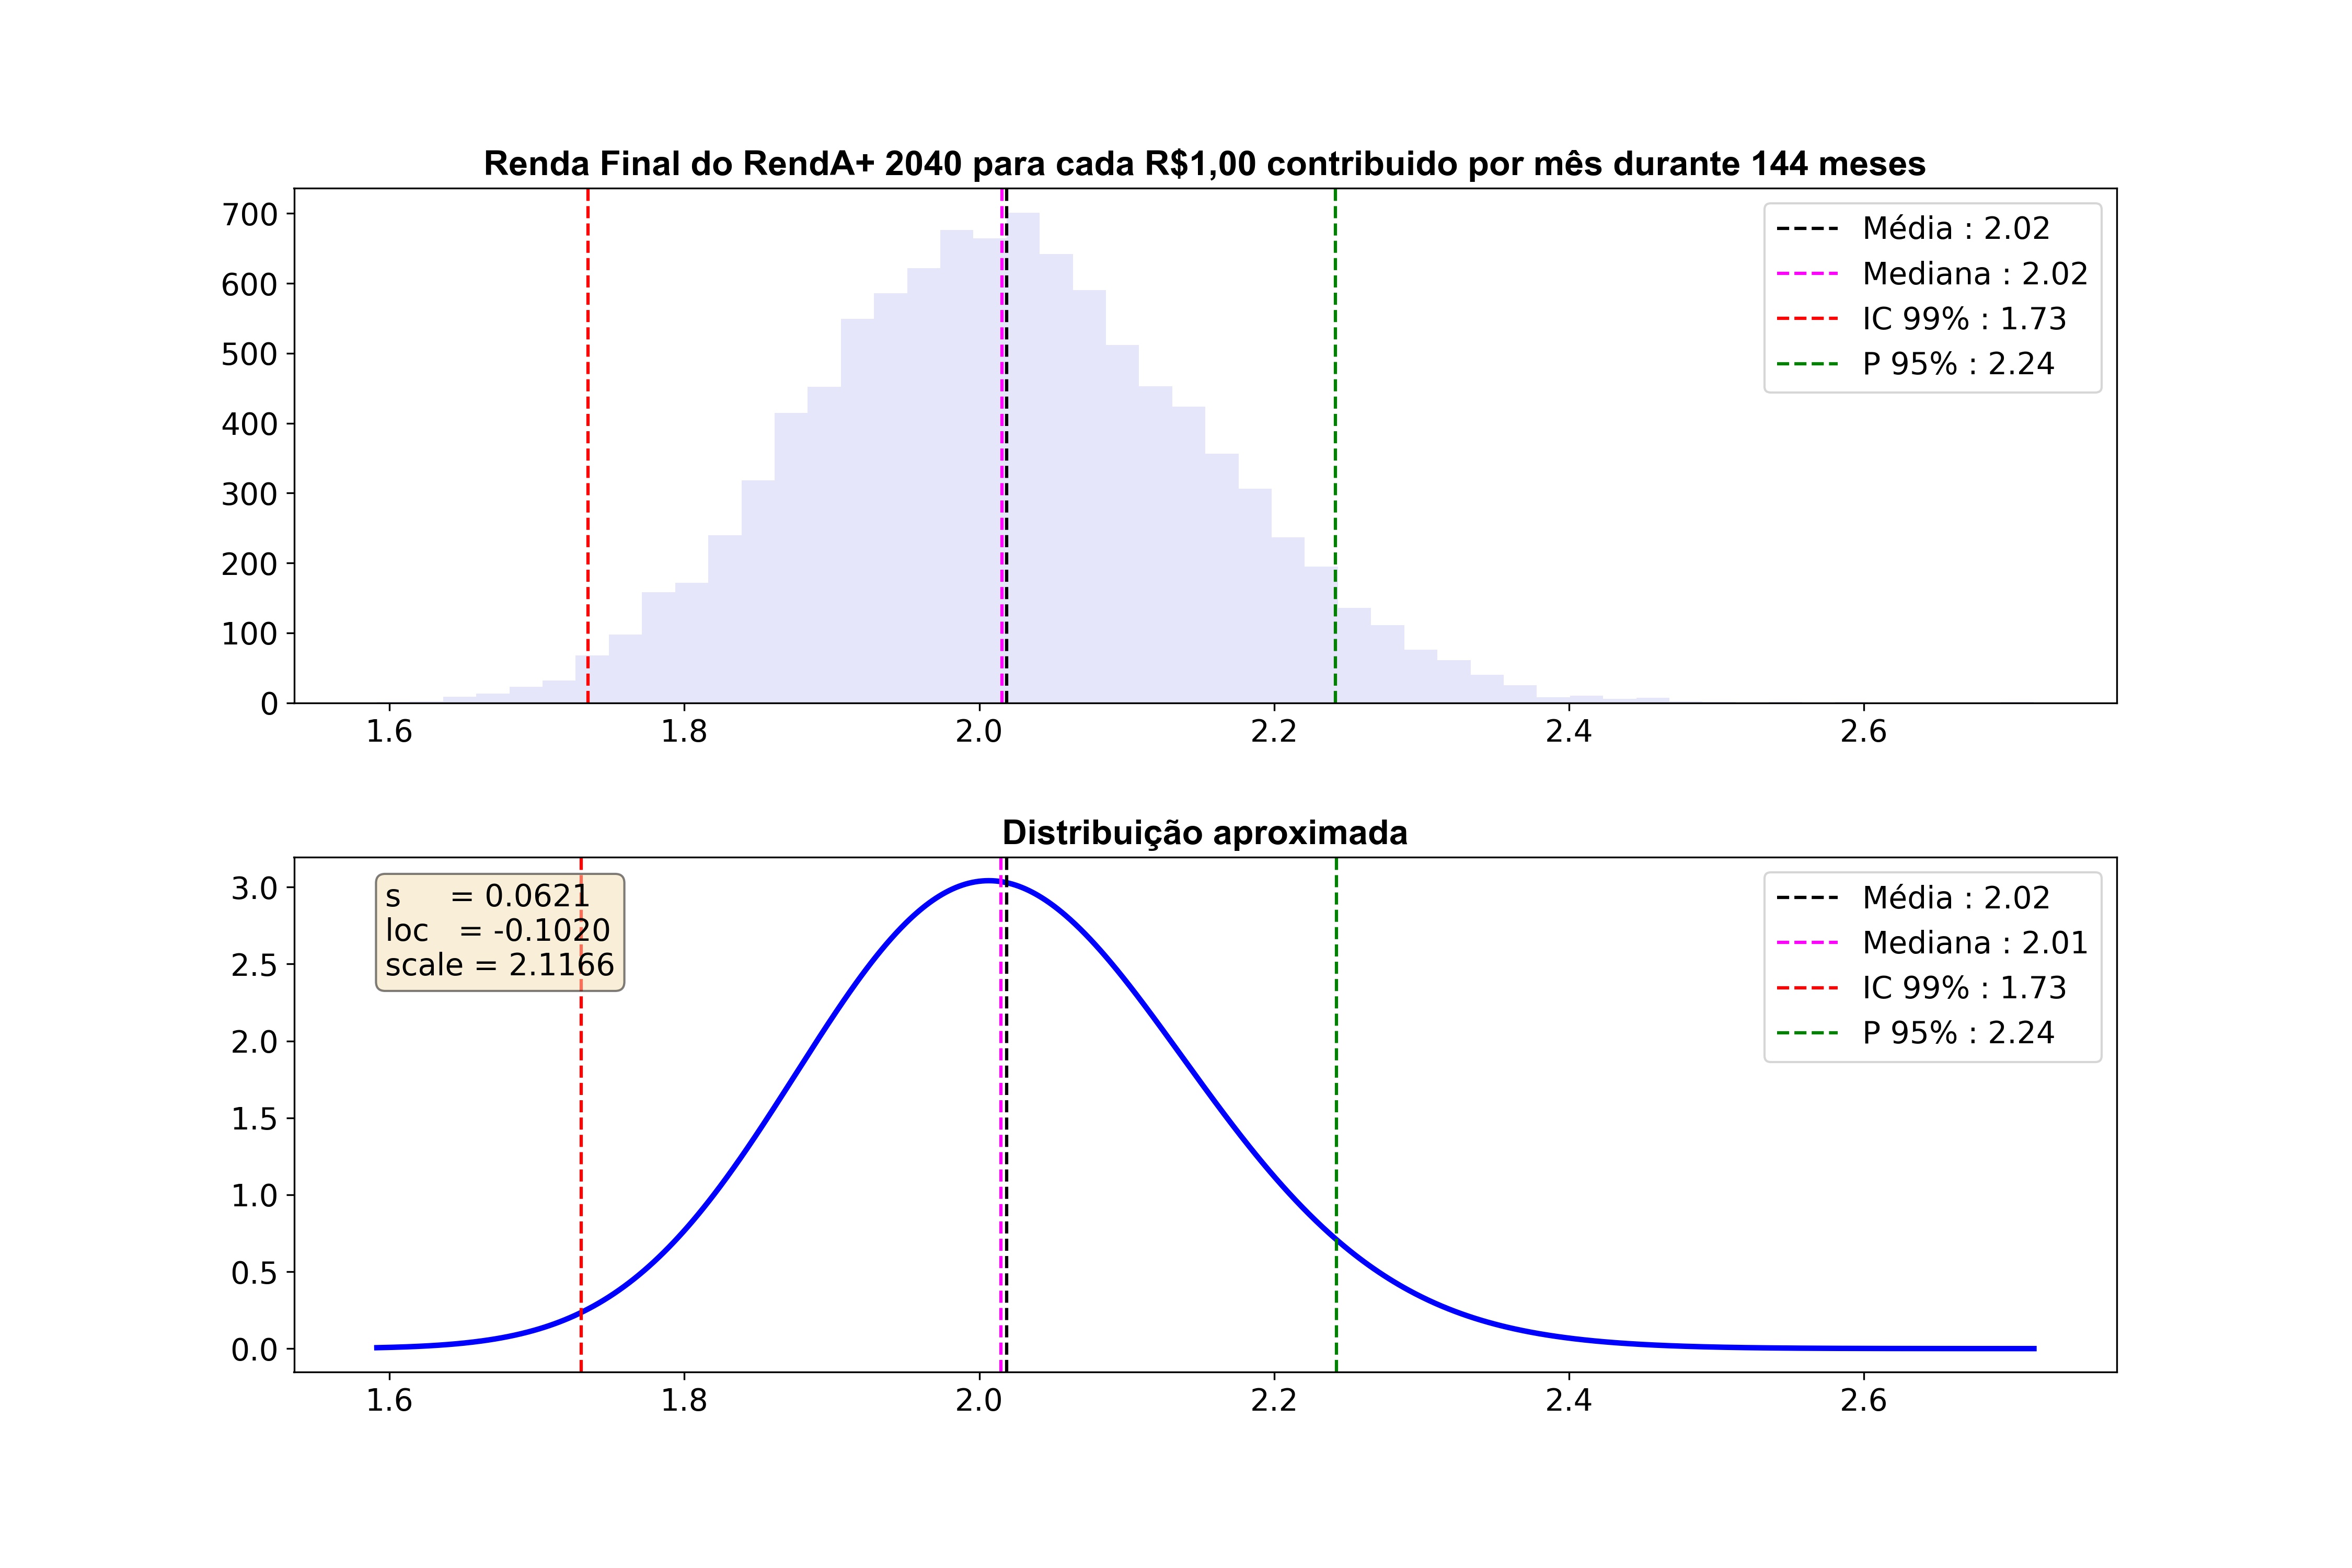 Renda Final do RendA+ 2040 para cada R$1,00 contribuido por mês durante 144 meses
700
600
500
400
300
200
100
0
1.6 1.8 2.0 2.2 2.4 2.6
Média : 2.02
Mediana : 2.02
IC 99% : 1.73
P 95% : 2.24
Distribuição aproximada
3.0
2.5
2.0
1.5
1.0
0.5
0.0
s = 0.0621
loc = -0.1020
scale = 2.1166
Média : 2.02
Mediana : 2.01
IC 99% : 1.73
P 95% : 2.24
1.6 1.8 2.0 2.2 2.4 2.6